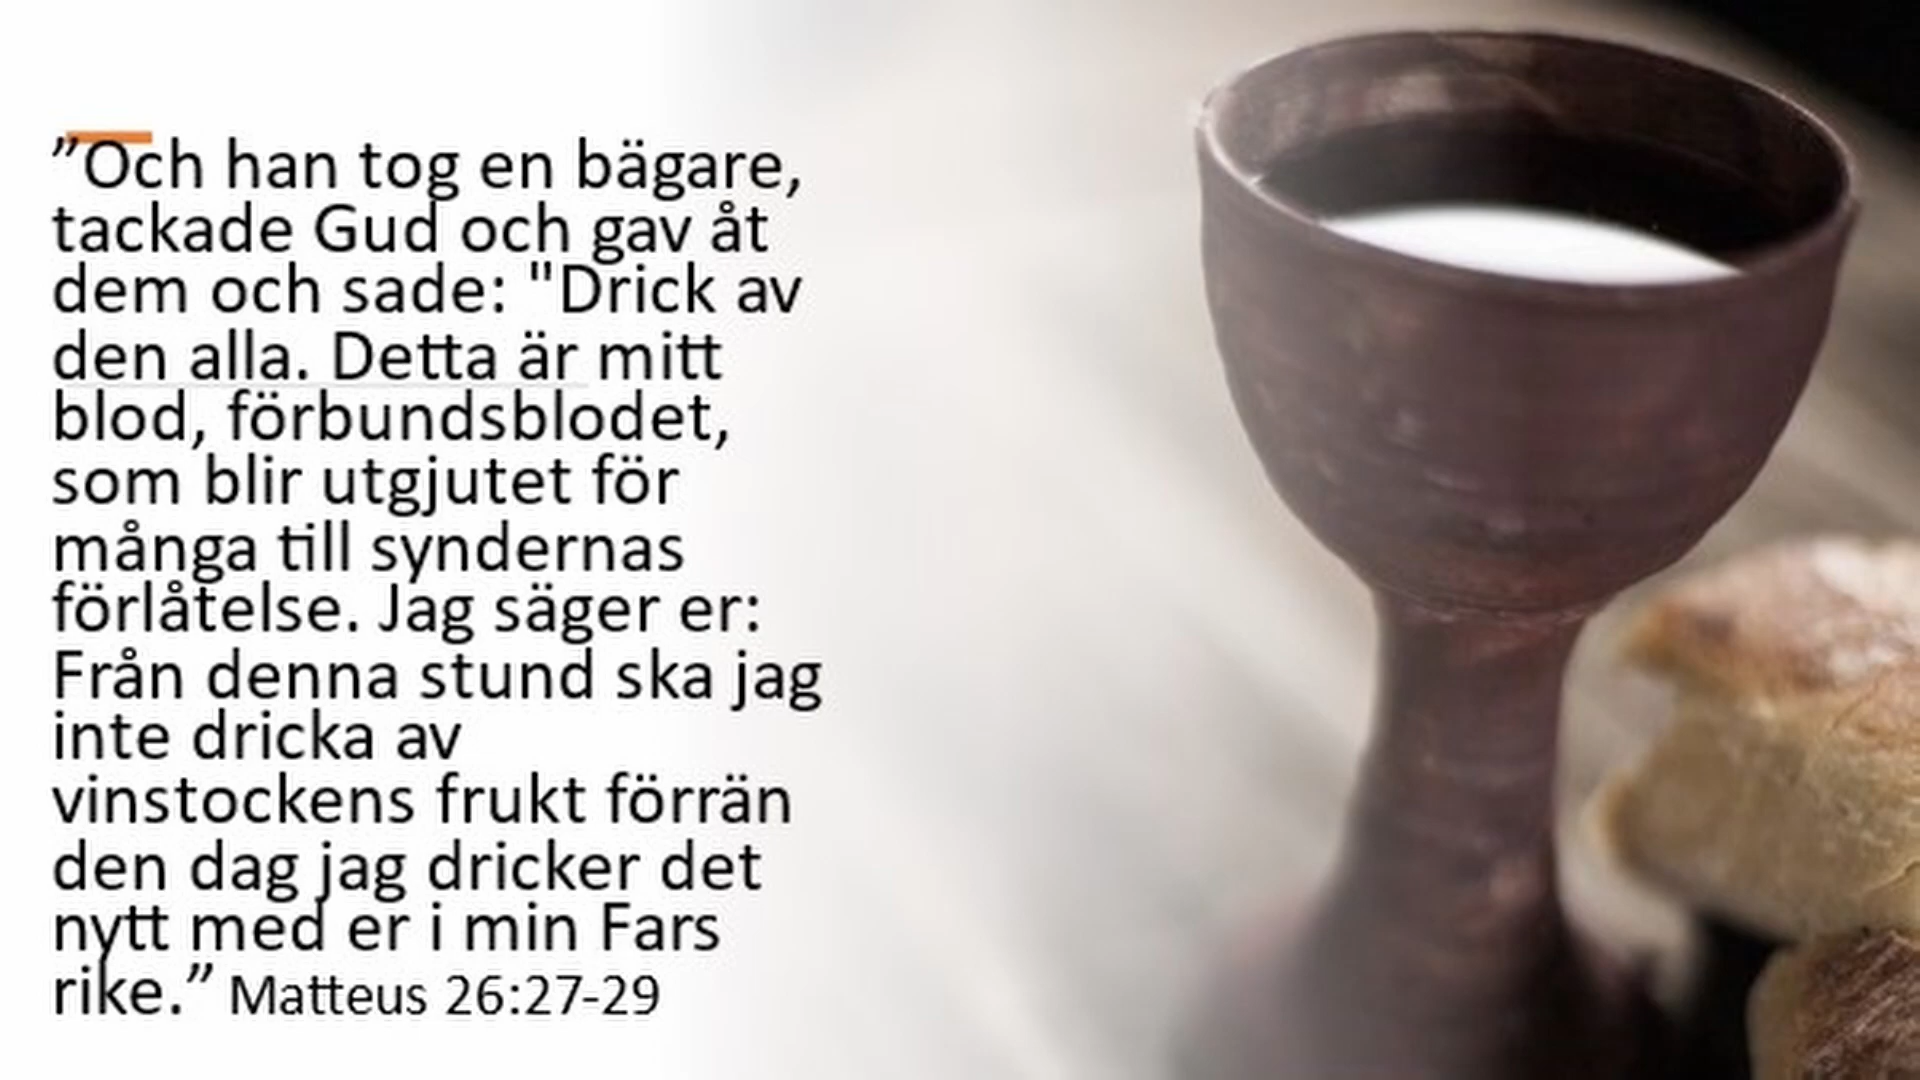 ”Och han tog en bägare,
tackade Gud och gav åt
dem och sade: "Drick av
den alla. Detta är mitt
blod, förbundsblodet,
som blir utgjutet för
många till syndernas
förlåtelse. Jag säger er:
Från denna stund ska jag
inte dricka av
vinstockens frukt förrän
den dag jag dricker det
nytt med er i min Fars
rike.” Matteus 26:27-29